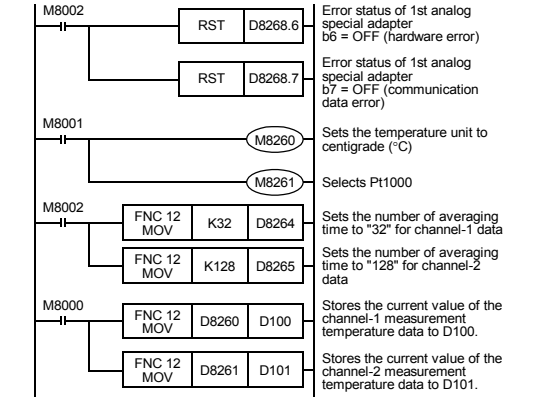 M8002
RST D8268.6
Error status of 1st analog
special adapter
b6 = OFF (hardware error)
RST D8268.7
Error status of 1st analog
special adapter
b7 = OFF (communication
data error)
M8001
M8260
Sets the temperature unit to
centigrade (°C)
M8261
Selects Pt1000
M8002
FNC 12
MOV
K32 D8264
Sets the number of averaging
time to "32" for channel-1 data
FNC 12
MOV
K128 D8265
Sets the number of averaging
time to "128" for channel-2
data
M8000
FNC 12
MOV
D8260 D100
Stores the current value of the
channel-1 measurement
temperature data to D100.
FNC 12
MOV
D8261 D101
Stores the current value of the
channel-2 measurement
temperature data to D101.